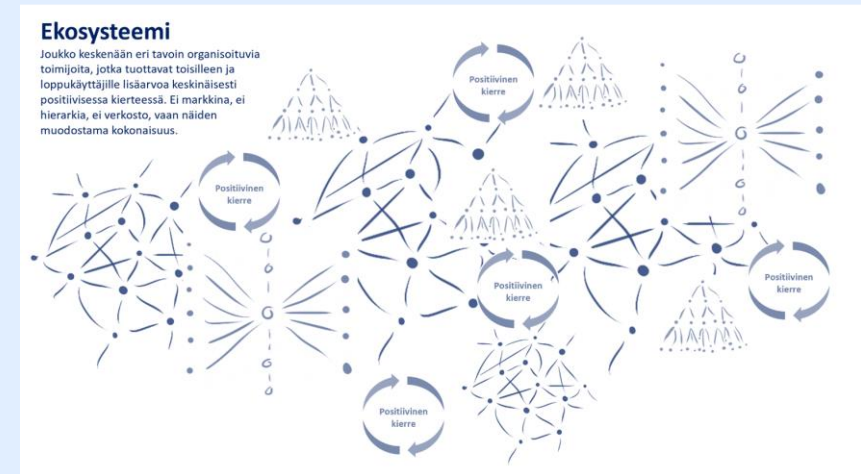 Ekosysteemi
Joukko keskenään eri tavoin organisoituvia
toimijoita, jotka tuottavat toisilleen ja
loppukäyttäjille lisäarvoa keskinäisesti
positiivisessa kierteessä. Ei markkina, ei
hierarkia, ei verkosto, vaan näiden
muodostama kokonaisuus.
Positiivinen
kierre
Positiivinen
kierre
Positiivinen
kierre
Positiivinen
kierre
Positiivinen
kierre